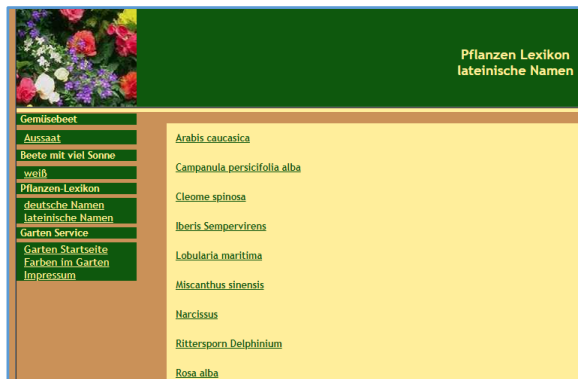 Pflanzen Lexikon
lateinische Namen
Gemüsebeet
Aussaat
Beete mit viel Sonne
weiß
Pflanzen-Lexikon
deutsche Namen
lateinische Namen
Garten Service
Garten Startseite
Farben im Garten
Impressum
Arabis caucasica
Campanula persicifolia alba
Cleome spinosa
Iberis Sempervirens
Lobularia maritima
Miscanthus sinensis
Narcissus
Rittersporn Delphinium
Rosa alba